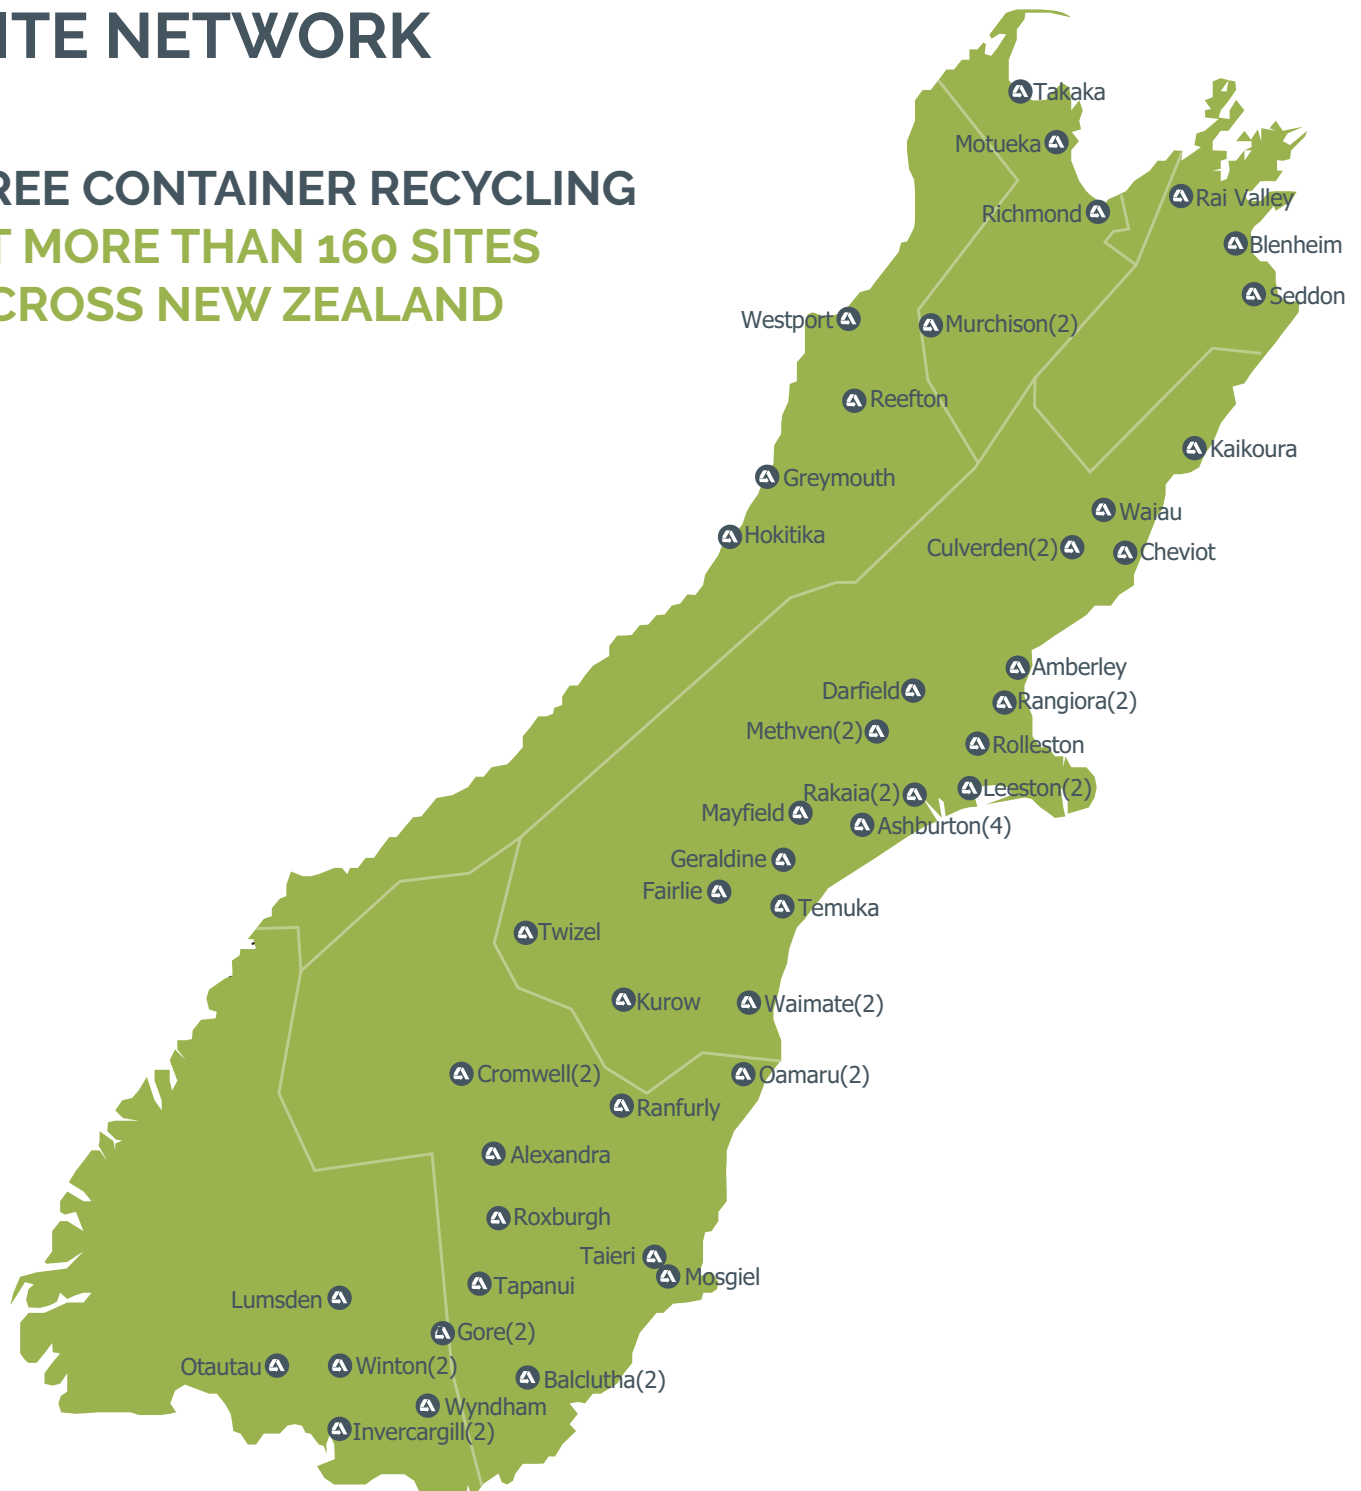 ITE NETWORK
REE CONTAINER RECYCLING
T MORE THAN 160 SITES
CROSS NEW ZEALAND
Takaka
Motueka
Rai Valley
Richmond
Blenheim
Seddon
Westport
Murchison(2)
Reefton
Kaikoura
Greymouth
Waiau
Hokitika
Culverden(2)
Cheviot
Amberley
Darfield
Rangiora(2)
Methven(2)
Rolleston
Leeston(2)
Rakaia(2)
Mayfield
Ashburton(4)
Geraldine
Fairlie
Temuka
Twizel
Kurow
Waimate(2)
Cromwell(2)
Oamaru(2)
Ranfurly
Alexandra
Roxburgh
Taieri
Mosgiel
Tapanui
Lumsden
Gore(2)
Otautau
Winton(2)
Balclutha(2)
Wyndham
Invercargill(2)